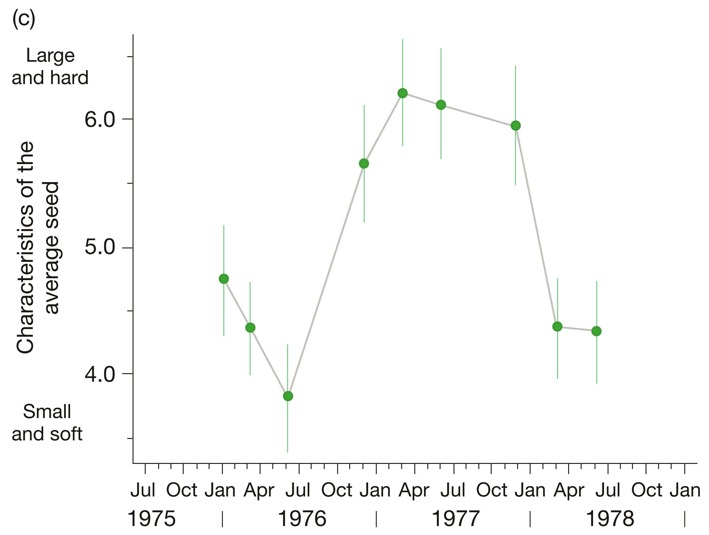 (c)
Large
and hard
6.0
5.0
4.0
Small
and soft
Characteristics of the
average seed
Jul Oct Jan Apr Jul Oct Jan Apr Jul Oct Jan Apr Jul Oct Jan
1975 | 1976 | 1977 | 1978 |